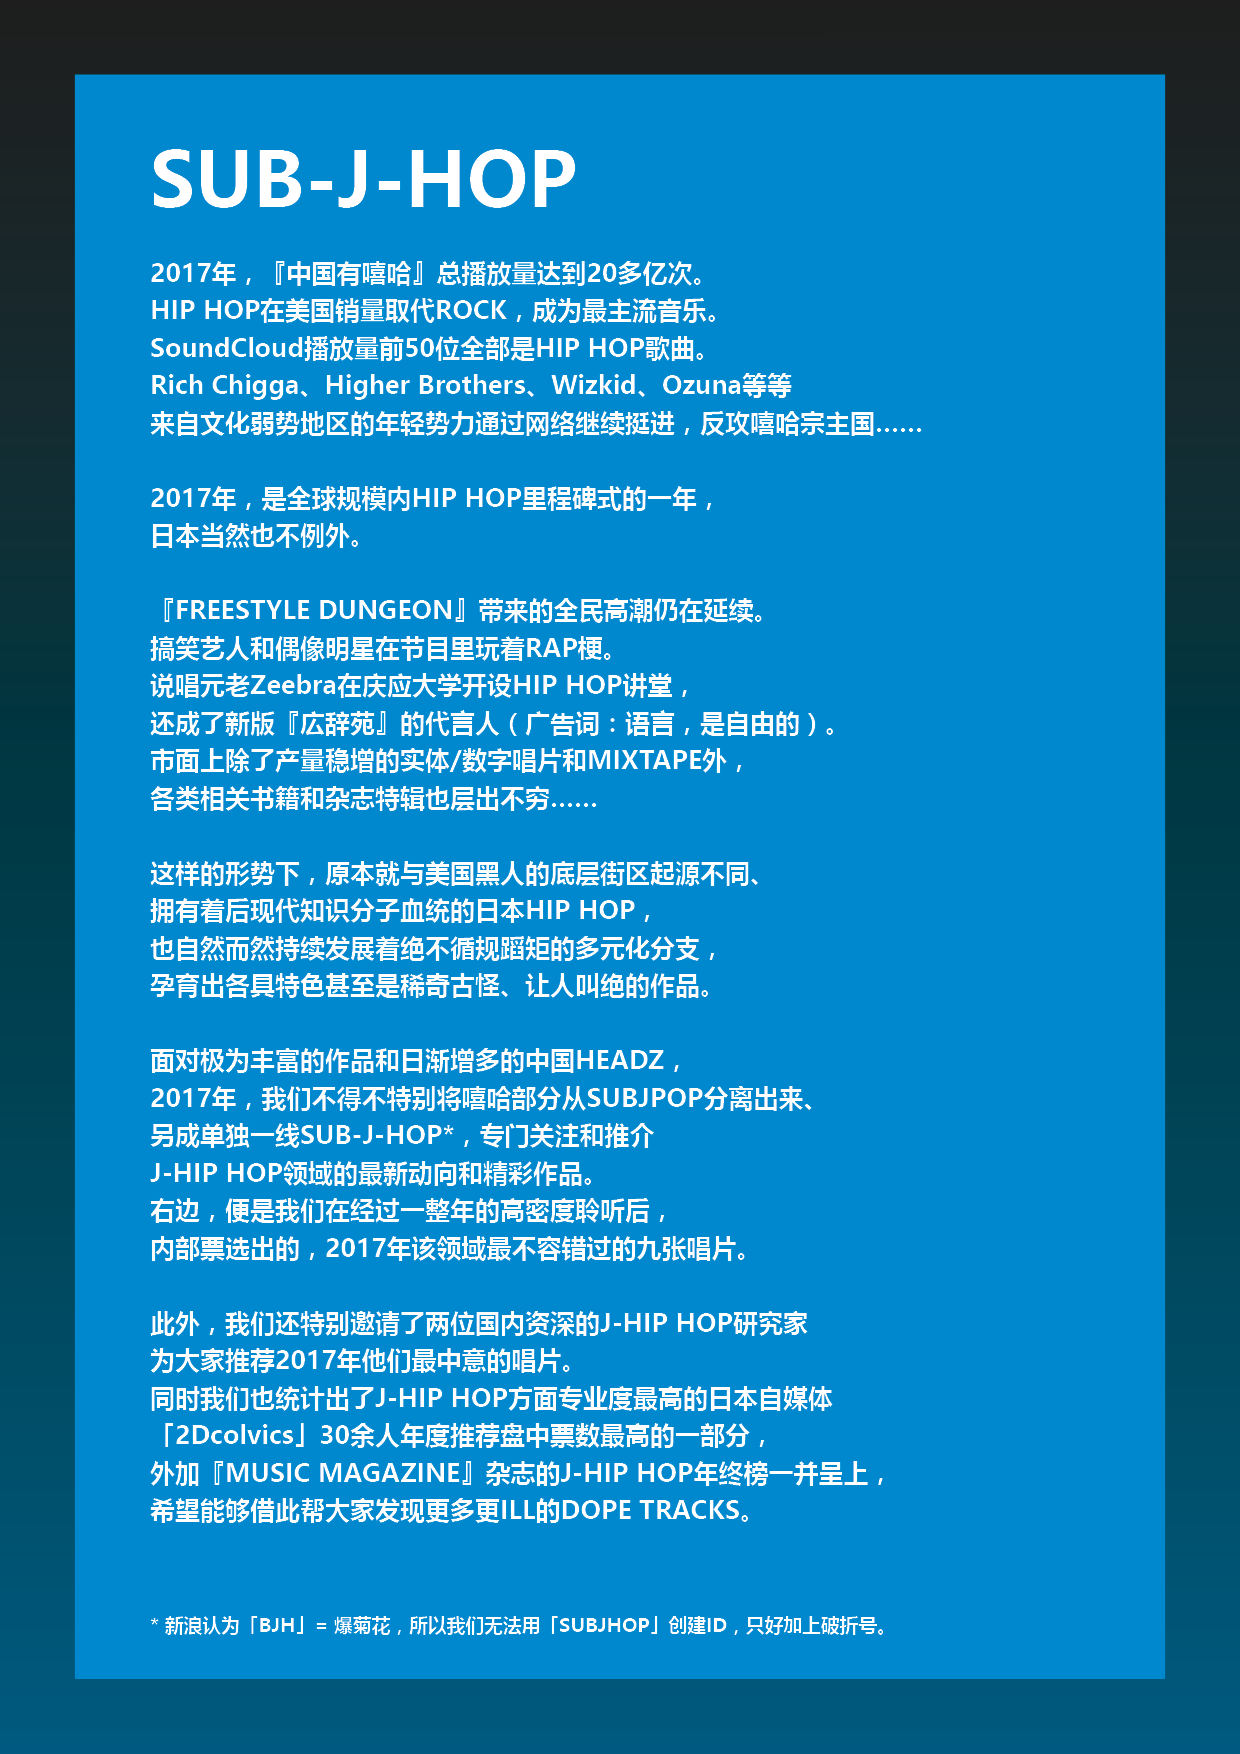 SUB-J-HOP
2017年，『中国有嘻哈』总播放量达到20多亿次。
HIP HOP在美国销量取代ROCK，成为最主流音乐。
SoundCloud播放量前50位全部是HIP HOP歌曲。
Rich Chigga、Higher Brothers、Wizkid、Ozuna等等
来自文化弱势地区的年轻势力通过网络继续挺进，反攻嘻哈宗主国……
2017年，是全球规模内HIP HOP里程碑式的一年，
日本当然也不例外。
『FREESTYLE DUNGEON』带来的全民高潮仍在延续。
搞笑艺人和偶像明星在节目里玩着RAP梗。
说唱元老Zeebra在庆应大学开设HIP HOP讲堂，
还成了新版『広辞苑』的代言人（广告词：语言，是自由的）。
市面上除了产量稳增的实体/数字唱片和MIXTAPE外，
各类相关书籍和杂志特辑也层出不穷……
这样的形势下，原本就与美国黑人的底层街区起源不同、
拥有着后现代知识分子血统的日本HIP HOP，
也自然而然持续发展着绝不循规蹈矩的多元化分支，
孕育出各具特色甚至是稀奇古怪、让人叫绝的作品。
面对极为丰富的作品和日渐增多的中国HEADZ，
2017年，我们不得不特别将嘻哈部分从SUBJPOP分离出来、
另成单独一线SUB-J-HOP*，专门关注和推介
J-HIP HOP领域的最新动向和精彩作品。
右边，便是我们在经过一整年的高密度聆听后，
内部票选出的，2017年该领域最不容错过的九张唱片。
此外，我们还特别邀请了两位国内资深的J-HIP HOP研究家
为大家推荐2017年他们最中意的唱片。
同时我们也统计出了J-HIP HOP方面专业度最高的日本自媒体
「2Dcolvics」30余人年度推荐盘中票数最高的一部分，
外加『MUSIC MAGAZINE』杂志的J-HIP HOP年终榜一并呈上，
希望能够借此帮大家发现更多更ILL的DOPE TRACKS。
* 新浪认为「BJH」= 爆菊花，所以我们无法用「SUBJHOP」创建ID，只好加上破折号。